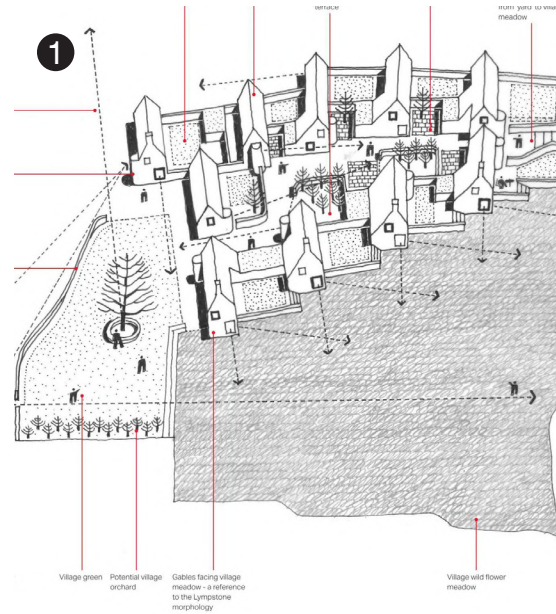 terrace
from 'yard' to village
meadow
1
Village green
Potential village
orchard
Gables facing village
meadow - a reference
to the Lympstone
morphology
Village wild flower
meadow